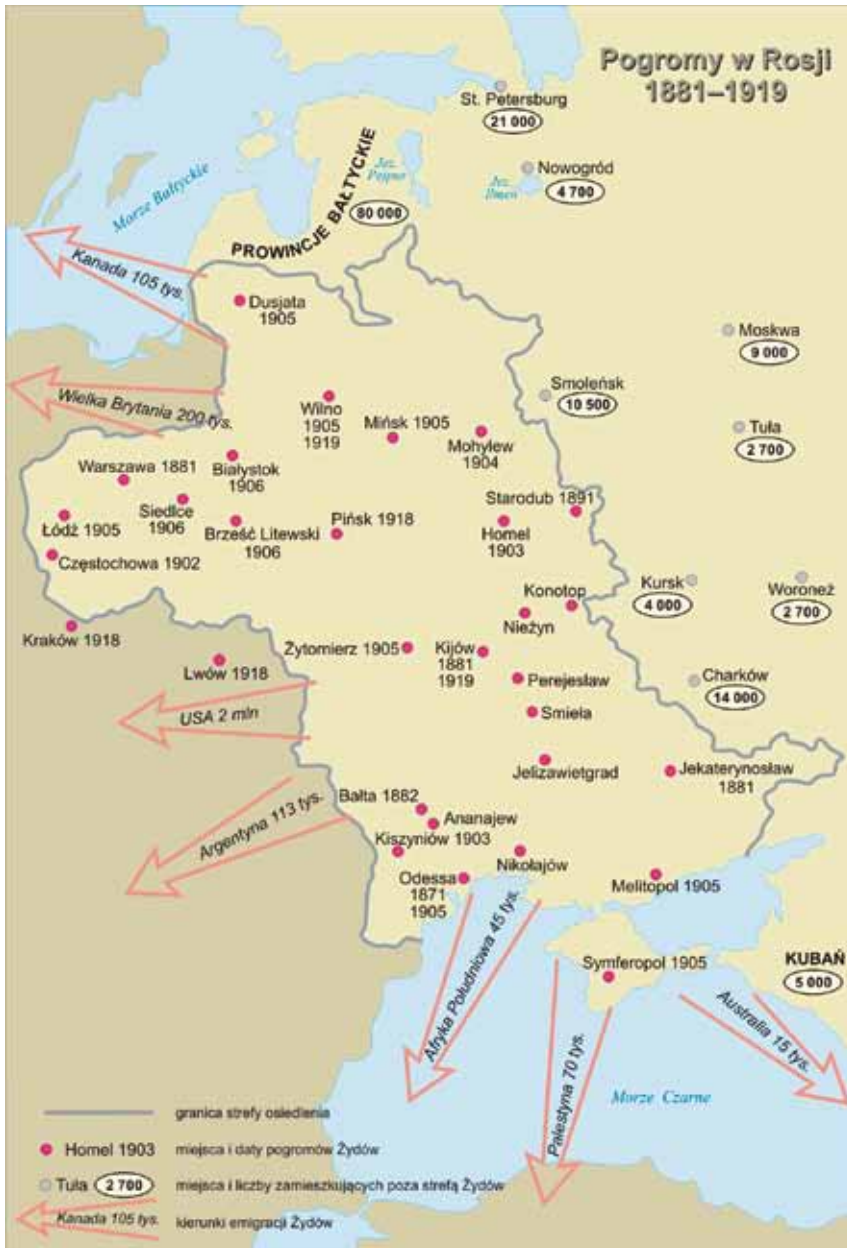 Pogromy w Rosji
1881–1919
St. Petersburg
21 000
Nowogród
4 700
Jez.
Pejpus
Jez.
Ilmen
Morze Bałtyckie
PROWINCJE BAŁTYCKIE
80 000
Kanada 105 tys.
Dusjata
1905
Moskwa
9 000
Wielka Brytania 200 tys.
Wilno
1905
1919
Mińsk 1905
Mohylew
1904
Smoleńsk
10 500
Tuła
2 700
Warszawa 1881
Białystok
1906
Siedlce
1906
Łódź 1905
Brześć Litewski
1906
Pińsk 1918
Starodub 1891
Homel
1903
Częstochowa 1902
Konotop
Kursk
4 000
Woroneż
2 700
Nieżyn
Kraków 1918
Lwów 1918
Żytomierz 1905
Kijów
1881
1919
Perejesław
Charków
14 000
USA 2 mln
Smieła
Jelizawietgrad
Jekaterynosław
1881
Argentyna 113 tys.
Bałta 1882
Ananajew
Kiszyniów 1903
Nikołajów
Odessa
1871
1905
Melitopol 1905
Afryka Południowa 45 tys.
Symferopol 1905
KUBAŃ
5 000
Palestyna 70 tys.
Australia 15 tys.
Morze Czarne
granica strefy osiedlenia
Homel 1903
miejsca i daty pogromów Żydów
Tuła 2 700
miejsca i liczby zamieszkujących poza strefą Żydów
Kanada 105 tys.
kierunki emigracji Żydów